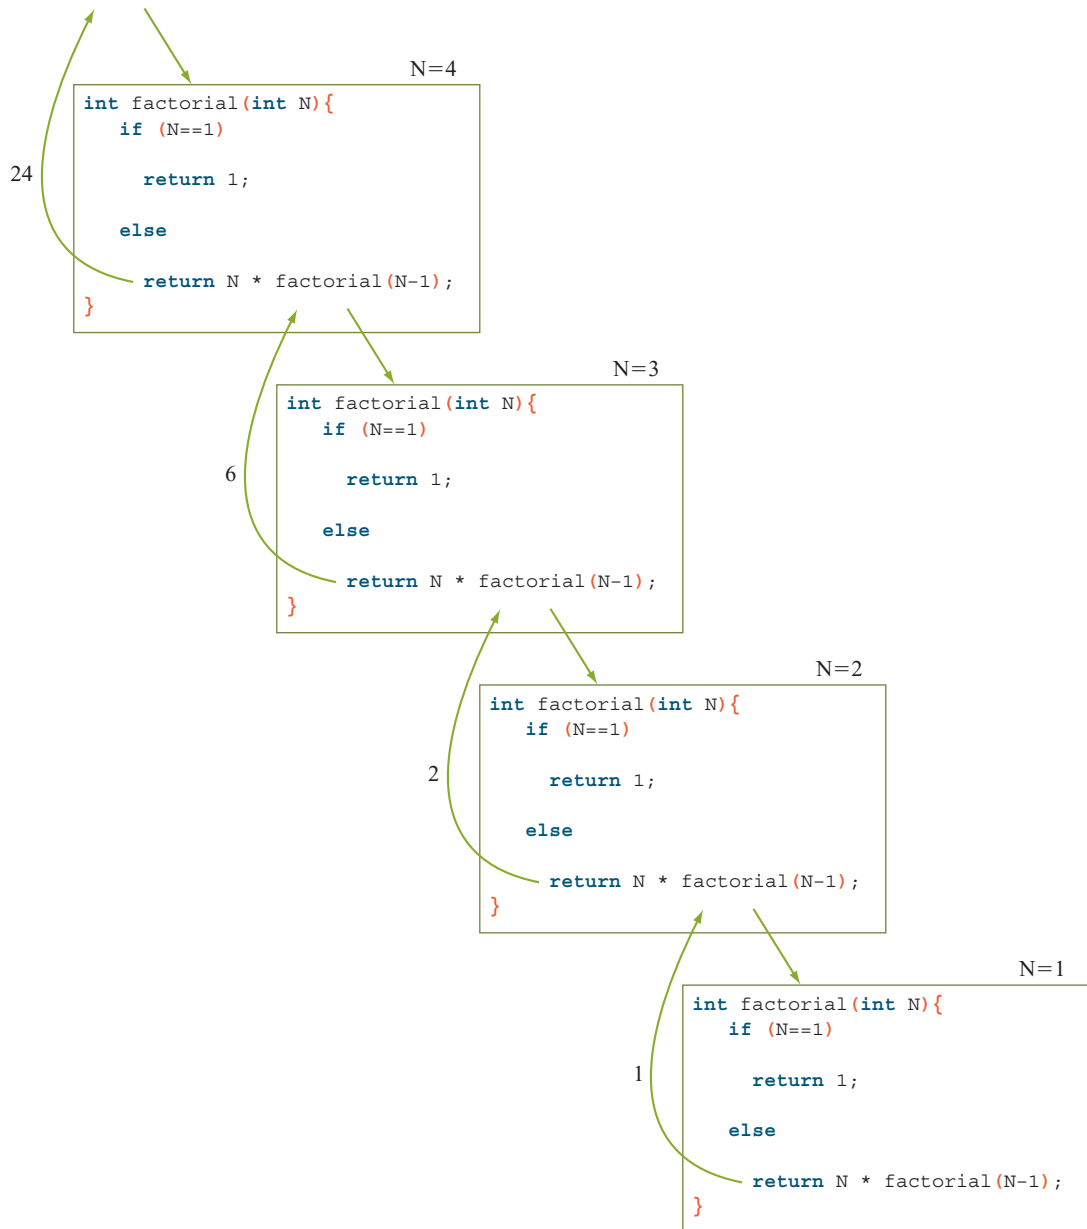 N=4
int factorial(int N){
if (N==1)
return 1;
else
return N * factorial(N-1);
}
24
N=3
int factorial(int N){
if (N==1)
return 1;
else
return N * factorial(N-1);
}
6
N=2
int factorial(int N){
if (N==1)
return 1;
else
return N * factorial(N-1);
}
2
N=1
int factorial(int N){
if (N==1)
return 1;
else
return N * factorial(N-1);
}
1